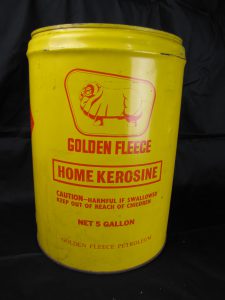 GOLDEN FLEECE
HOME KEROSINE
CAUTION-HARMFUL IF SWALLOWED
KEEP OUT OF REACH OF CHILDREN
NET 5 GALLON
GOLDEN FLEECE PETROLEUM